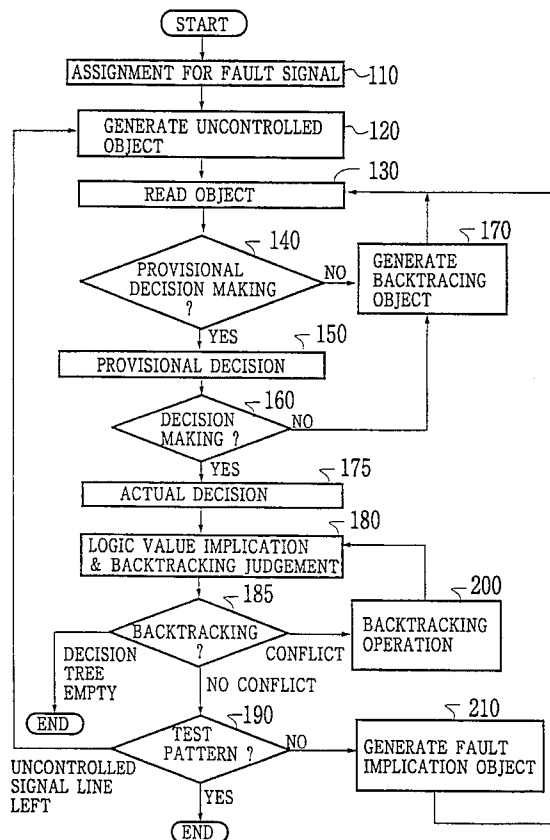 START
ASSIGNMENT FOR FAULT SIGNAL
110
GENERATE UNCONTROLLED
OBJECT
120
130
READ OBJECT
140
PROVISIONAL
DECISION MAKING
?
NO
170
GENERATE
BACKTRACING
OBJECT
YES
150
PROVISIONAL DECISION
160
DECISION
MAKING ?
NO
YES
175
ACTUAL DECISION
180
LOGIC VALUE IMPLICATION
& BACKTRACKING JUDGEMENT
185
BACKTRACKING
?
CONFLICT
200
BACKTRACKING
OPERATION
DECISION
TREE
EMPTY
END
NO CONFLICT
190
TEST
PATTERN ?
NO
210
GENERATE FAULT
IMPLICATION OBJECT
UNCONTROLLED
SIGNAL LINE
LEFT
YES
END